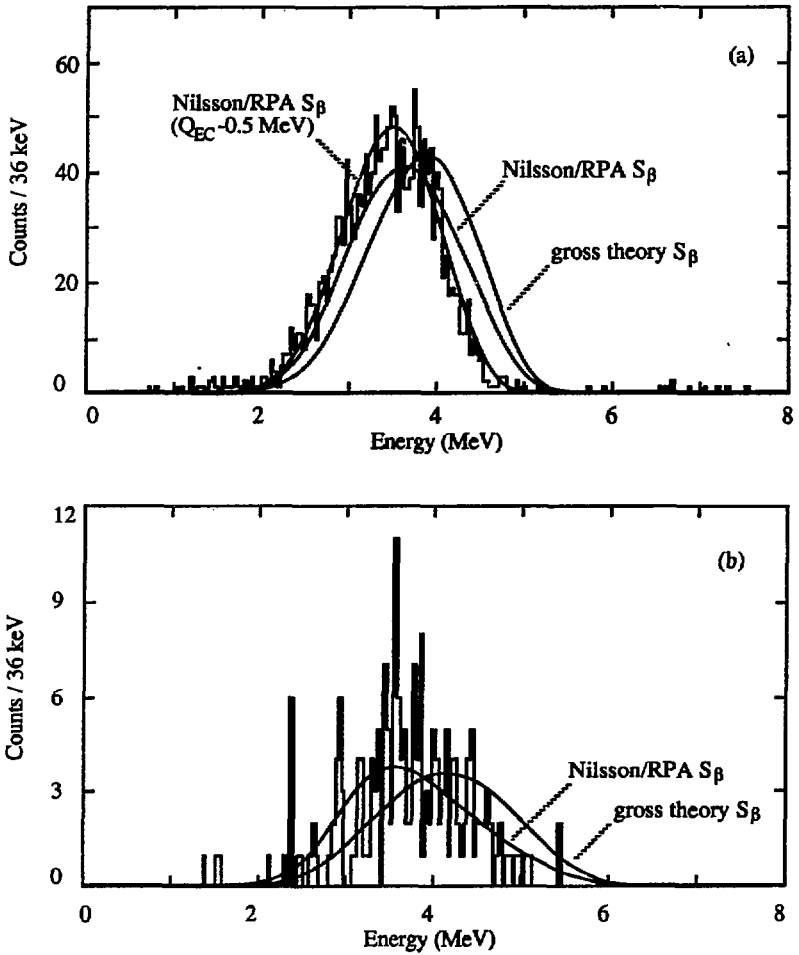 (a)
60
40
20
0
Counts / 36 keV
Nilsson/RPA Sβ
(QEC -0.5 MeV)
Nilsson/RPA Sβ
gross theory Sβ
0 2 4 6 8
Energy (MeV)
(b)
12
9
6
3
0
Counts / 36 keV
Nilsson/RPA Sβ
gross theory Sβ
0 2 4 6 8
Energy (MeV)